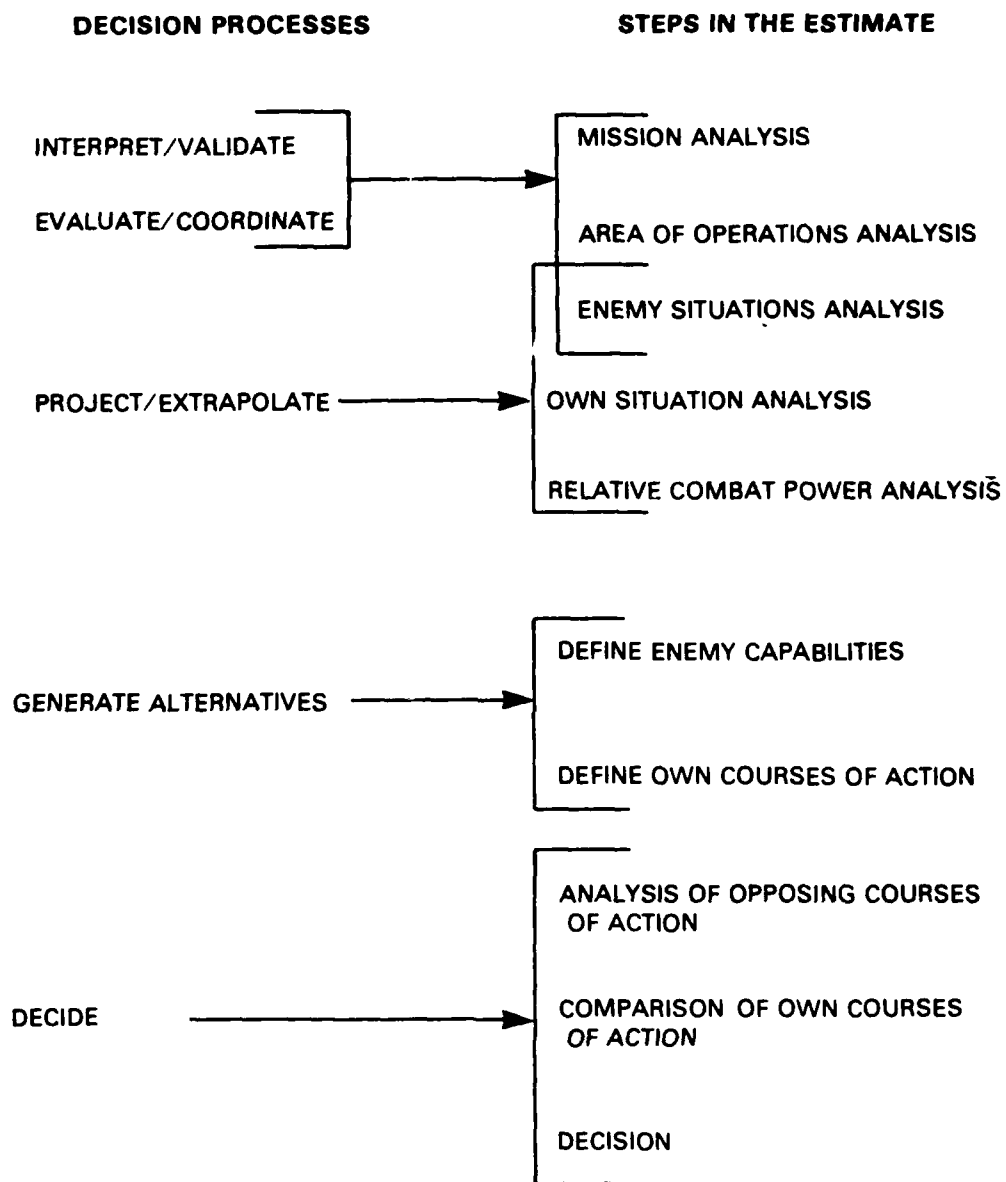 DECISION PROCESSES
STEPS IN THE ESTIMATE
INTERPRET/VALIDATE
EVALUATE/COORDINATE
MISSION ANALYSIS
AREA OF OPERATIONS ANALYSIS
ENEMY SITUATIONS ANALYSIS
PROJECT/EXTRAPOLATE
OWN SITUATION ANALYSIS
RELATIVE COMBAT POWER ANALYSIS
GENERATE ALTERNATIVES
DEFINE ENEMY CAPABILITIES
DEFINE OWN COURSES OF ACTION
DECIDE
ANALYSIS OF OPPOSING COURSES
OF ACTION
COMPARISON OF OWN COURSES
OF ACTION
DECISION